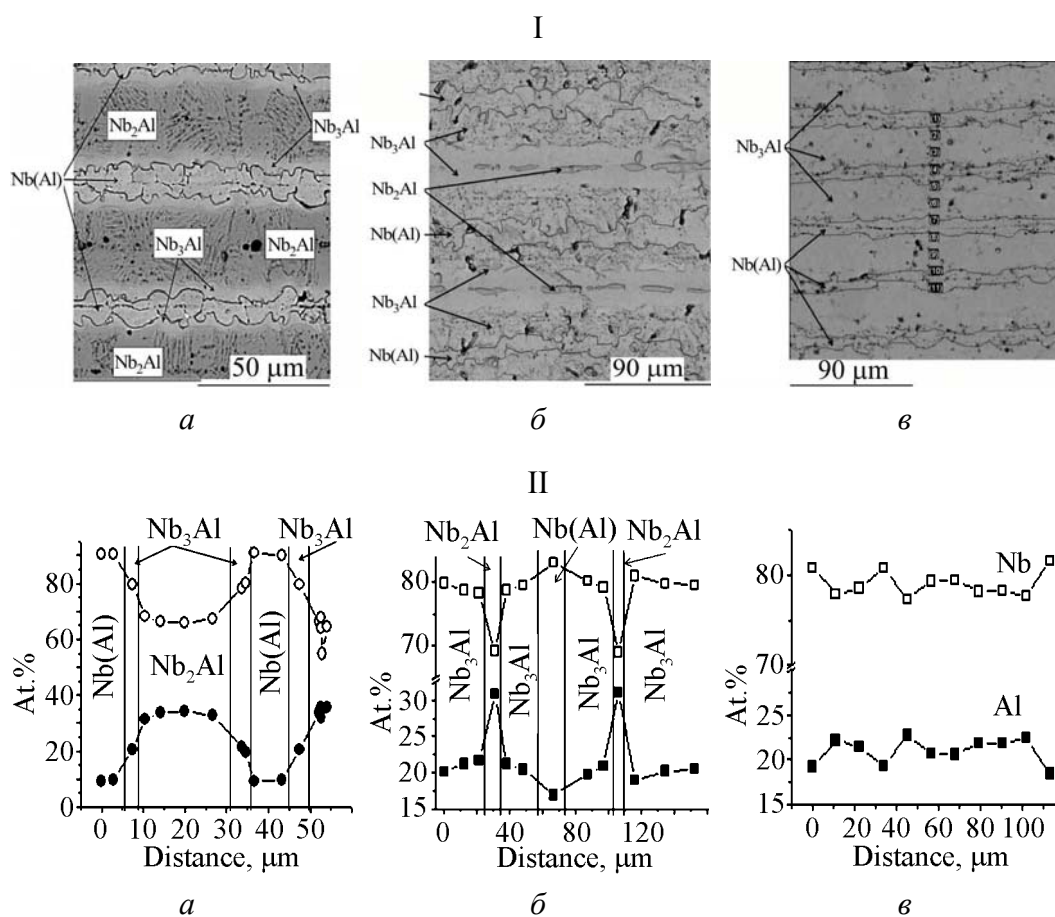 I
Nb₂Al
Nb₃Al
Nb(Al)
Nb₃Al
Nb₂Al
Nb₂Al
50 μm
а
Nb₃Al
Nb₂Al
Nb(Al)
Nb₃Al
Nb(Al)
90 μm
б
Nb₃Al
Nb(Al)
90 μm
в
II
Nb₃Al
Nb₃Al
Nb(Al)
Nb₂Al
Nb(Al)
At.%
80
60
40
20
0
0 10 20 30 40 50
Distance, μm
а
Nb₂Al
Nb(Al)
Nb₂Al
Nb₃Al
Nb₃Al
Nb₃Al
Nb₃Al
At.%
80
70
30
25
20
15
0 40 80 120
Distance, μm
б
Nb
Al
At.%
80
70
25
20
15
0 20 40 60 80 100
Distance, μm
в